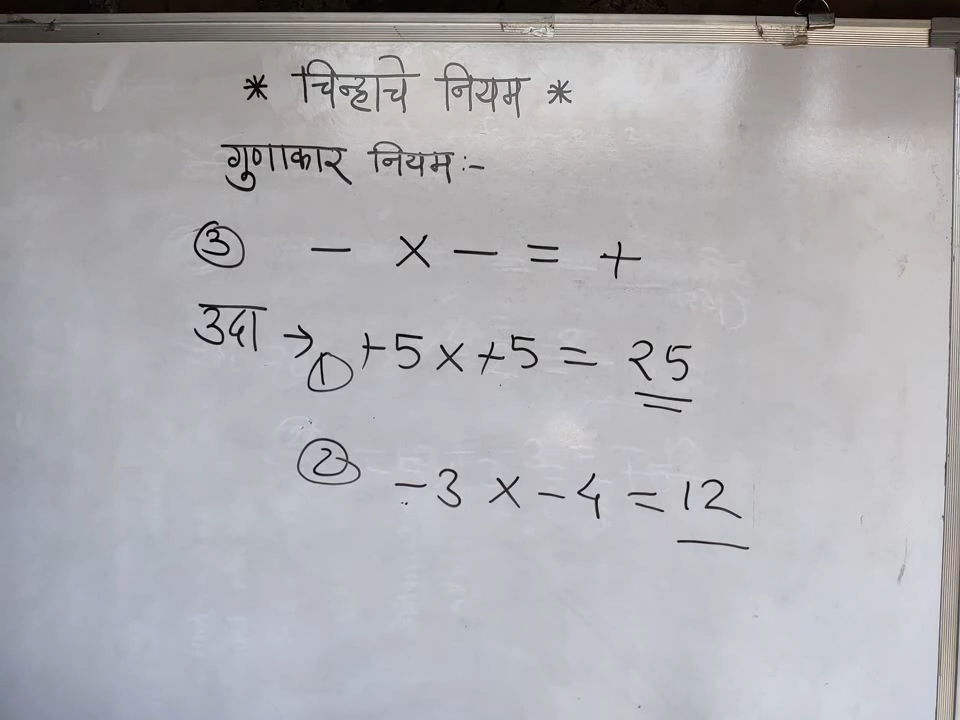 * चिन्हाचे नियम *
गुणाकार नियम :-
③ - × - = +
उदा → ① +5 × +5 = 25
② -3 × -4 = 12